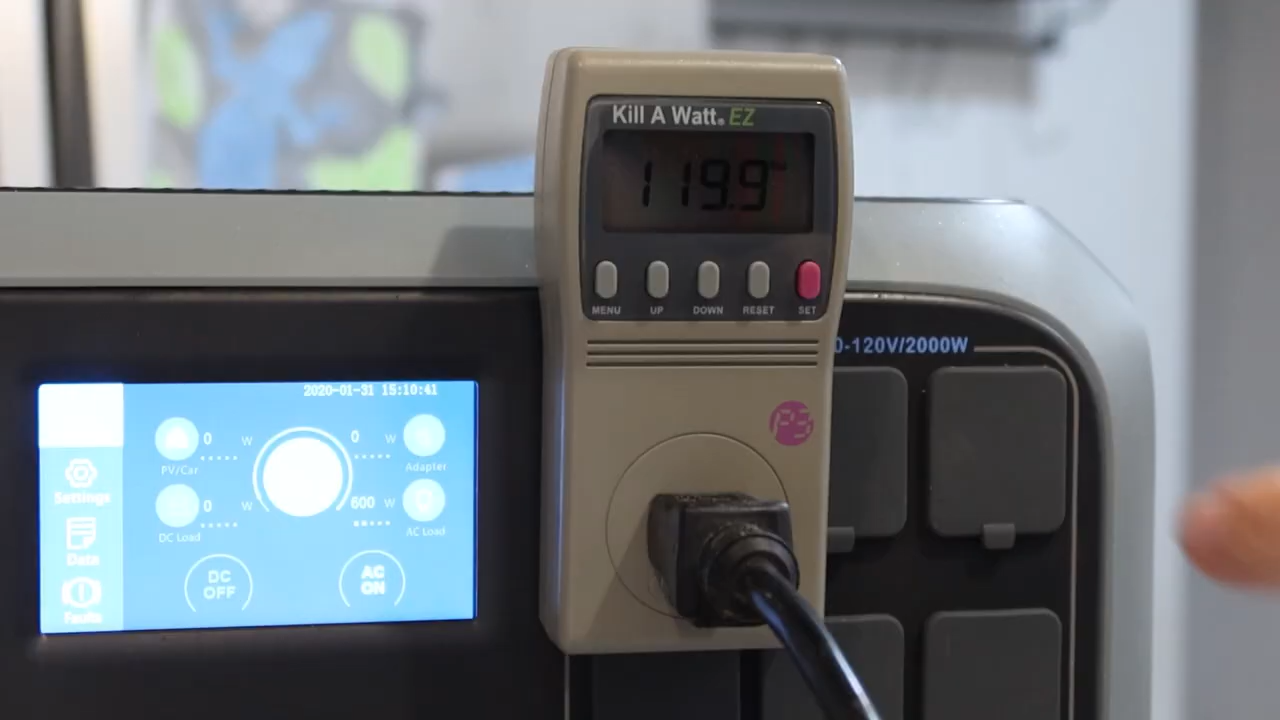 Kill A Watt® EZ
119.9
MENU UP DOWN RESET SET
0-120V/2000W
P3
2020-01-31 15:10:41
0 W
PV/Car
0 W
Adapter
Settings
0 W
DC Load
600 W
AC Load
Data
DC
OFF
AC
ON
Faults